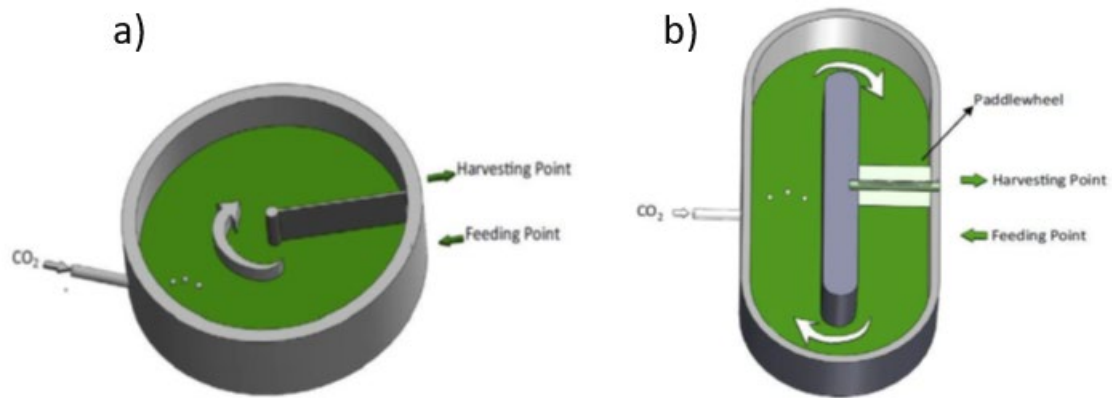 a)
Harvesting Point
Feeding Point
CO2
b)
Paddlewheel
Harvesting Point
CO2
Feeding Point